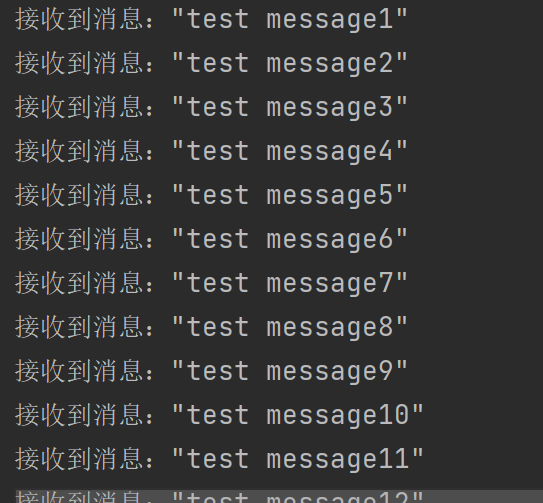 接收到消息："test message1"
接收到消息："test message2"
接收到消息："test message3"
接收到消息："test message4"
接收到消息："test message5"
接收到消息："test message6"
接收到消息："test message7"
接收到消息："test message8"
接收到消息："test message9"
接收到消息："test message10"
接收到消息："test message11"
接收到消息："test message12"